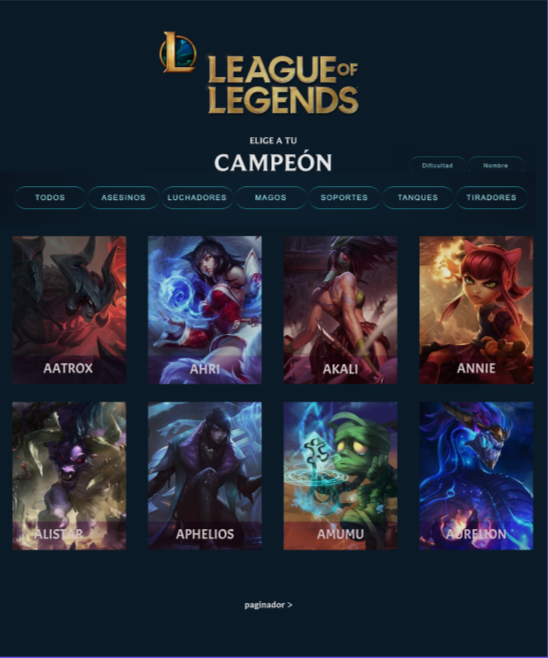 LEAGUE OF
LEGENDS
ELIGE A TU
CAMPEÓN
Dificultad Nombre
TODOS ASESINOS LUCHADORES MAGOS SOPORTES TANQUES TIRADORES
AATROX AHRI AKALI ANNIE
ALISTAR APHELIOS AMUMU AURELION
paginador >